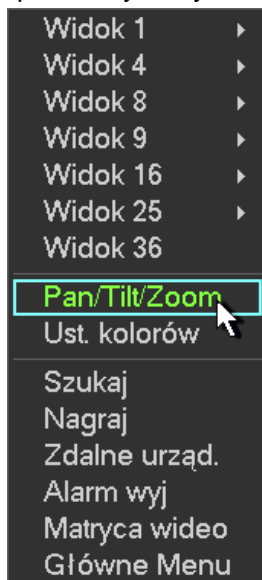 Widok 1
Widok 4
Widok 8
Widok 9
Widok 16
Widok 25
Widok 36
Pan/Tilt/Zoom
Ust. kolorów
Szukaj
Nagraj
Zdalne urząd.
Alarm wyj
Matryca wideo
Główne Menu